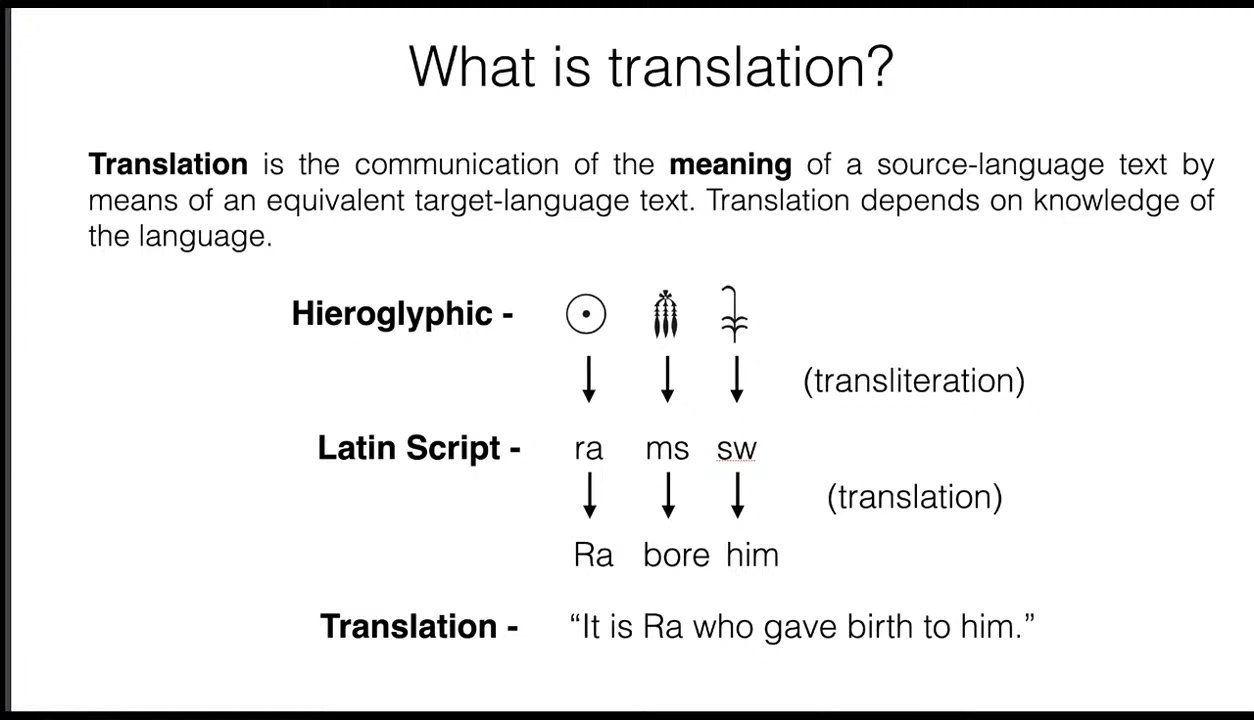 What is translation?
Translation is the communication of the meaning of a source-language text by
means of an equivalent target-language text. Translation depends on knowledge of
the language.
Hieroglyphic - 𓇳 𓄟 𓇓
(transliteration)
Latin Script - ra ms sw
(translation)
Ra bore him
Translation - “It is Ra who gave birth to him.”